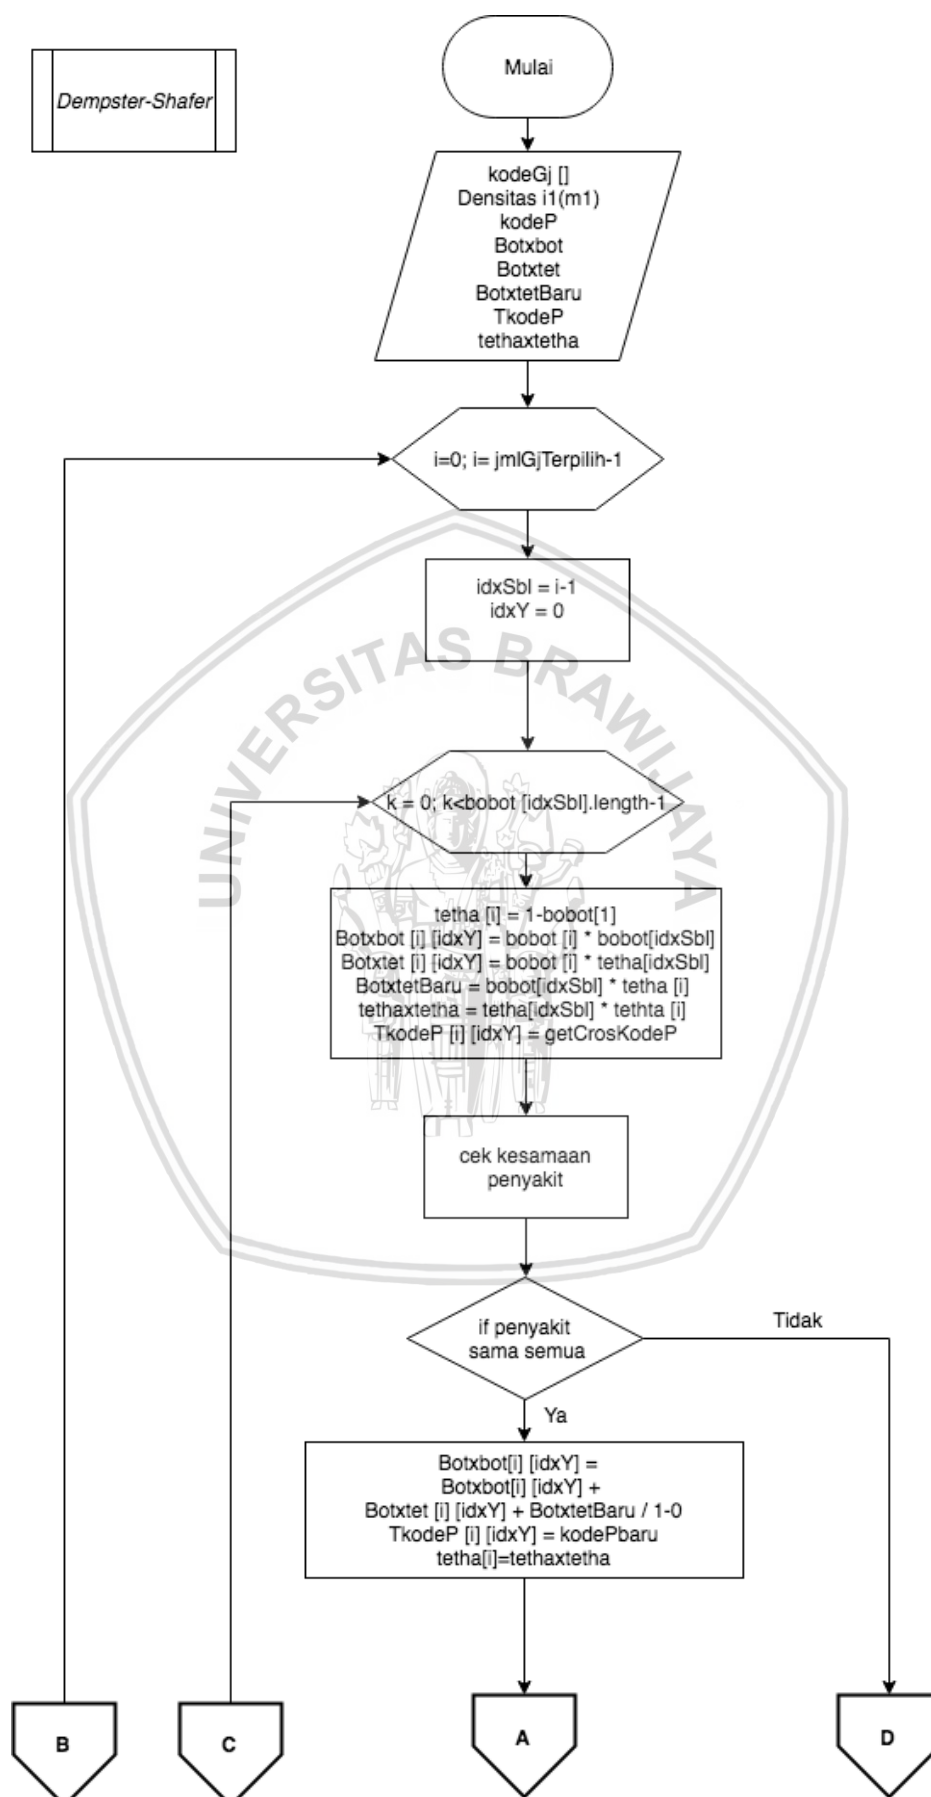 Mulai
Dempster-Shafer
kodeGj []
Densitas i1(m1)
kodeP
Botxbot
Botxtet
BotxtetBaru
TkodeP
tethaxtetha
i=0; i= jmlGjTerpilih-1
idxSbl = i-1
idxY = 0
UNIVERSITAS BRAWIJAYA
k = 0; k<bobot [idxSbl].length-1
tetha [i] = 1-bobot[1]
Botxbot [i] [idxY] = bobot [i] * bobot[idxSbl]
Botxtet [i] [idxY] = bobot [i] * tetha[idxSbl]
BotxtetBaru = bobot[idxSbl] * tetha [i]
tethaxtetha = tetha[idxSbl] * tethta [i]
TkodeP [i] [idxY] = getCrosKodeP
cek kesamaan
penyakit
if penyakit
sama semua
Tidak
Ya
Botxbot[i] [idxY] =
Botxbot[i] [idxY] +
Botxtet [i] [idxY] + BotxtetBaru / 1-0
TkodeP [i] [idxY] = kodePbaru
tetha[i]=tethaxtetha
B
C
A
D